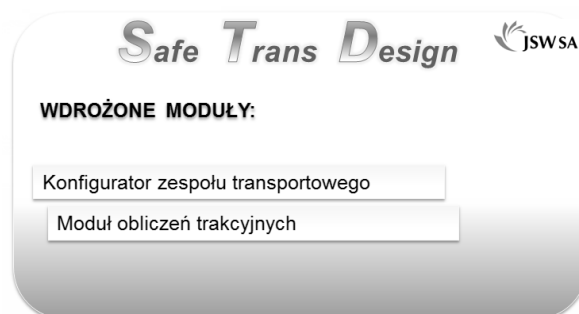 Safe Trans Design
JSW SA
WDROŻONE MODUŁY:
Konfigurator zespołu transportowego
Moduł obliczeń trakcyjnych